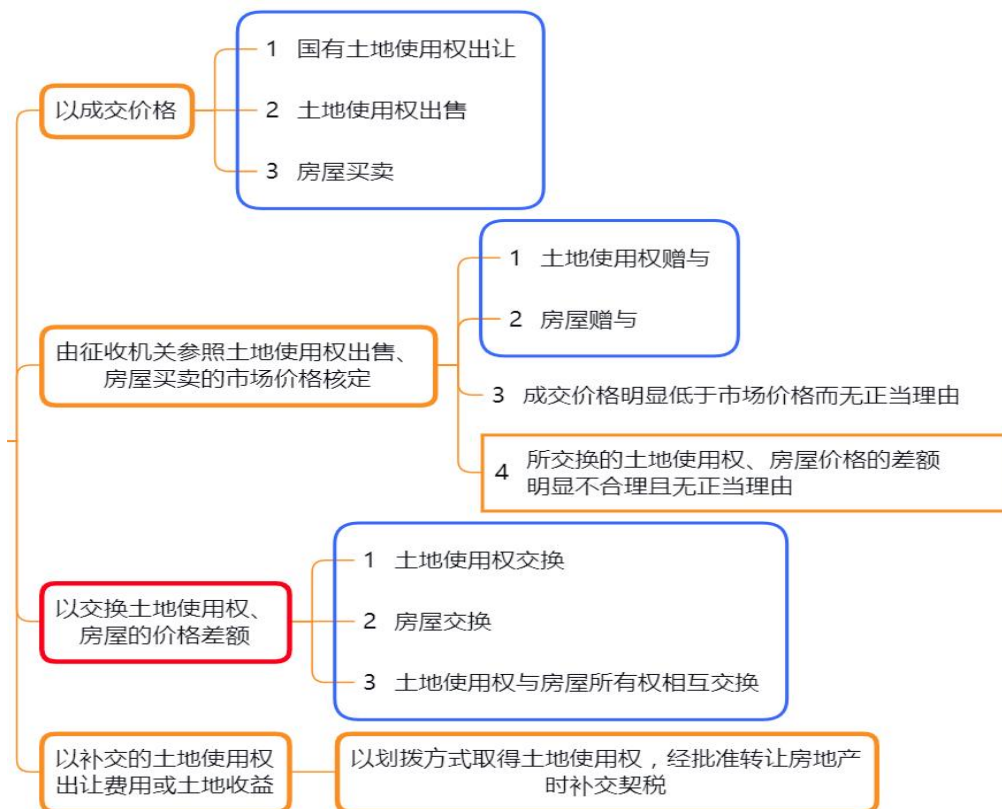 以成交价格
1 国有土地使用权出让
2 土地使用权出售
3 房屋买卖
由征收机关参照土地使用权出售、
房屋买卖的市场价格核定
1 土地使用权赠与
2 房屋赠与
3 成交价格明显低于市场价格而无正当理由
4 所交换的土地使用权、房屋价格的差额
明显不合理且无正当理由
以交换土地使用权、
房屋的价格差额
1 土地使用权交换
2 房屋交换
3 土地使用权与房屋所有权相互交换
以补交的土地使用权
出让费用或土地收益
以划拨方式取得土地使用权，经批准转让房地产
时补交契税